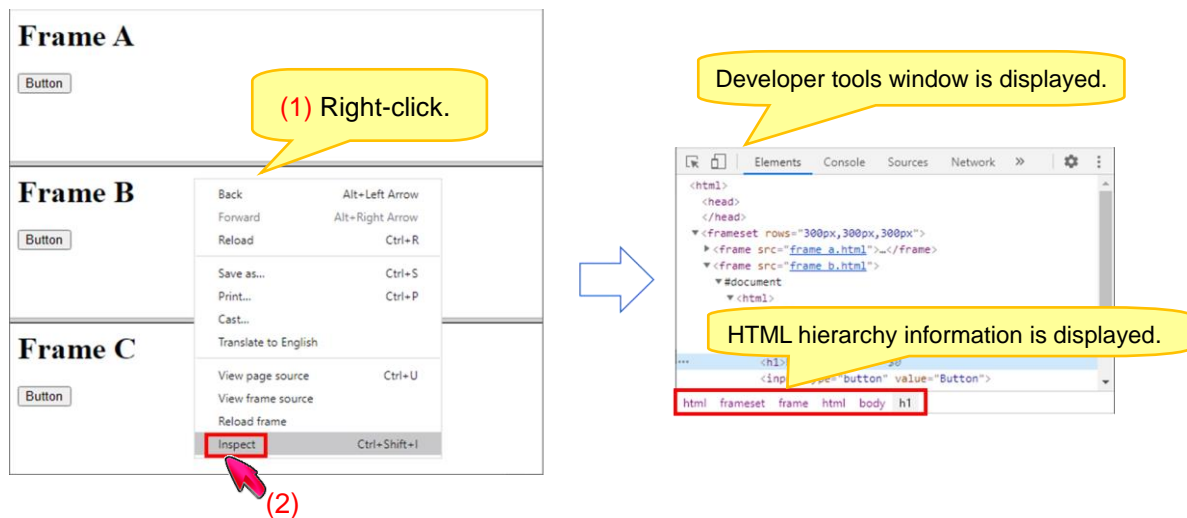 Frame A
Button
(1) Right-click.
Frame B
Button
Back Alt+Left Arrow
Forward Alt+Right Arrow
Reload Ctrl+R
Save as... Ctrl+S
Print... Ctrl+P
Cast...
Translate to English
View page source Ctrl+U
View frame source
Reload frame
Inspect Ctrl+Shift+I
(2)
Frame C
Button
Developer tools window is displayed.
Elements Console Sources Network »
<html>
<head>
</head>
▼<frameset rows="300px,300px,300px">
▶<frame src="frame_a.html">…</frame>
▼<frame src="frame_b.html">
▼#document
▼<html>
HTML hierarchy information is displayed.
··· <h1> $0
<inp type="button" value="Button">
html frameset frame html body h1